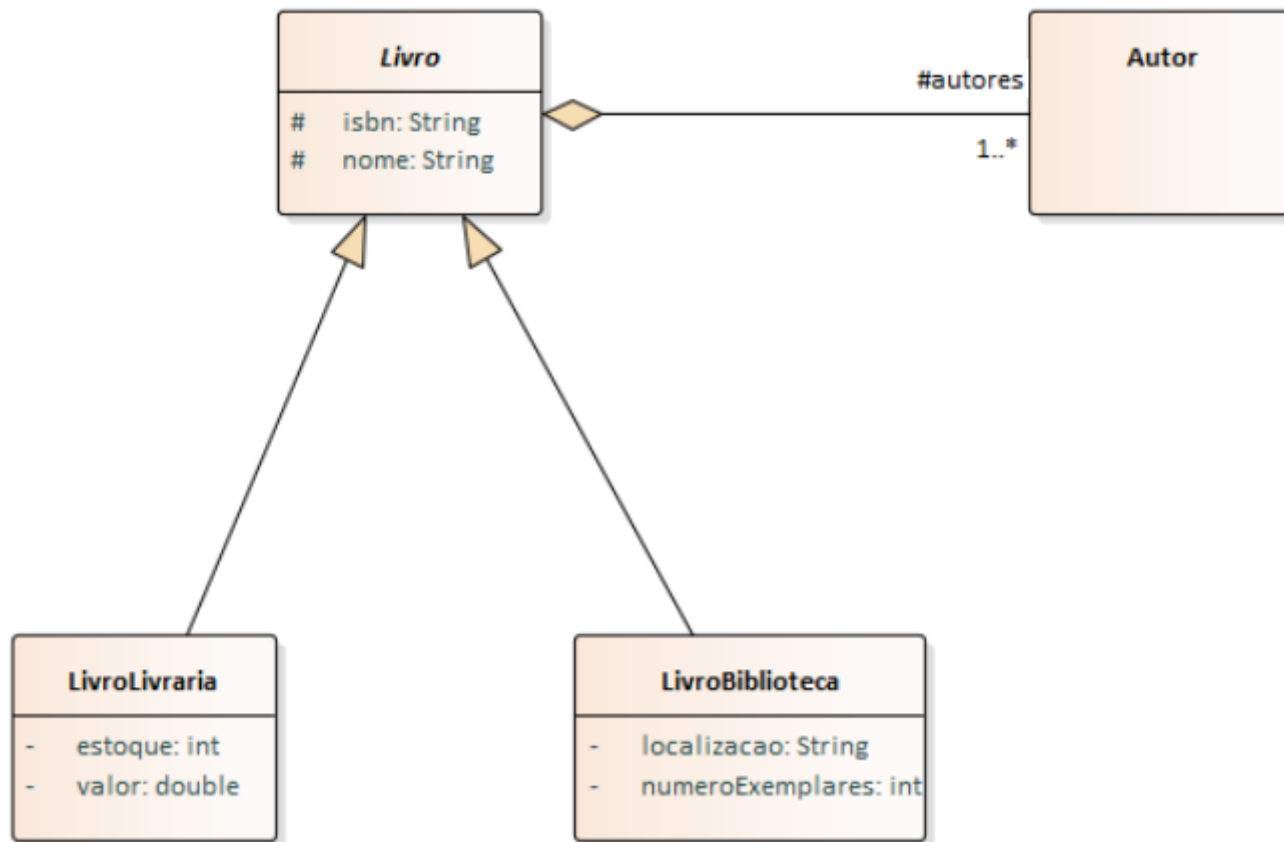 Livro
# isbn: String
# nome: String
#autores
1..*
Autor
LivroLivraria
- estoque: int
- valor: double
LivroBiblioteca
- localizacao: String
- numeroExemplares: int